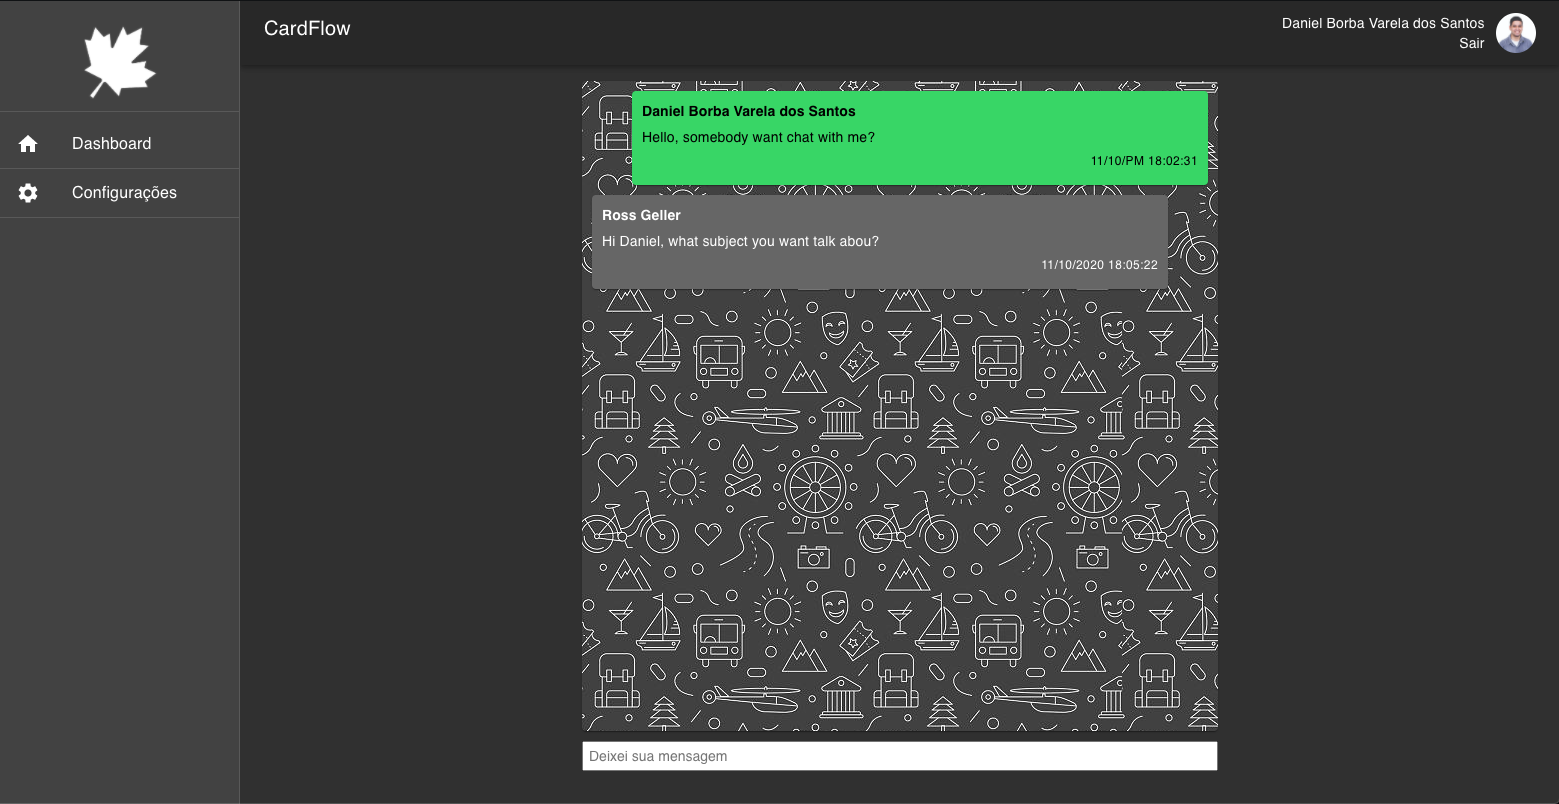 CardFlow
Daniel Borba Varela dos Santos
Sair
Dashboard
Configurações
Daniel Borba Varela dos Santos
Hello, somebody want chat with me?
11/10/PM 18:02:31
Ross Geller
Hi Daniel, what subject you want talk abou?
11/10/2020 18:05:22
Deixei sua mensagem